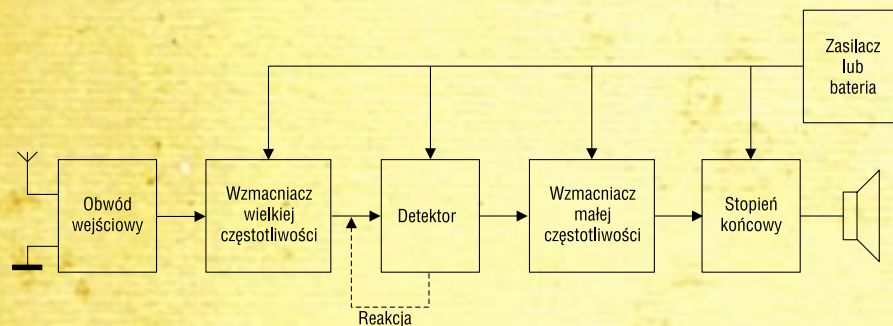 Zasilacz
lub
bateria
Obwód
wejściowy
Wzmacniacz
wielkiej
częstotliwości
Detektor
Wzmacniacz
małej
częstotliwości
Stopień
końcowy
Reakcja